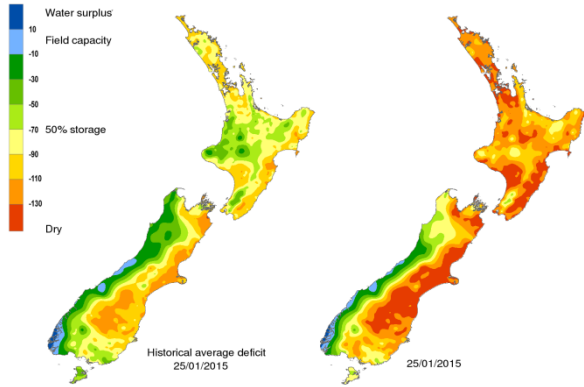 Water surplus
10
Field capacity
-10
-30
-50
50% storage
-70
-90
-110
-130
Dry
Historical average deficit
25/01/2015
25/01/2015